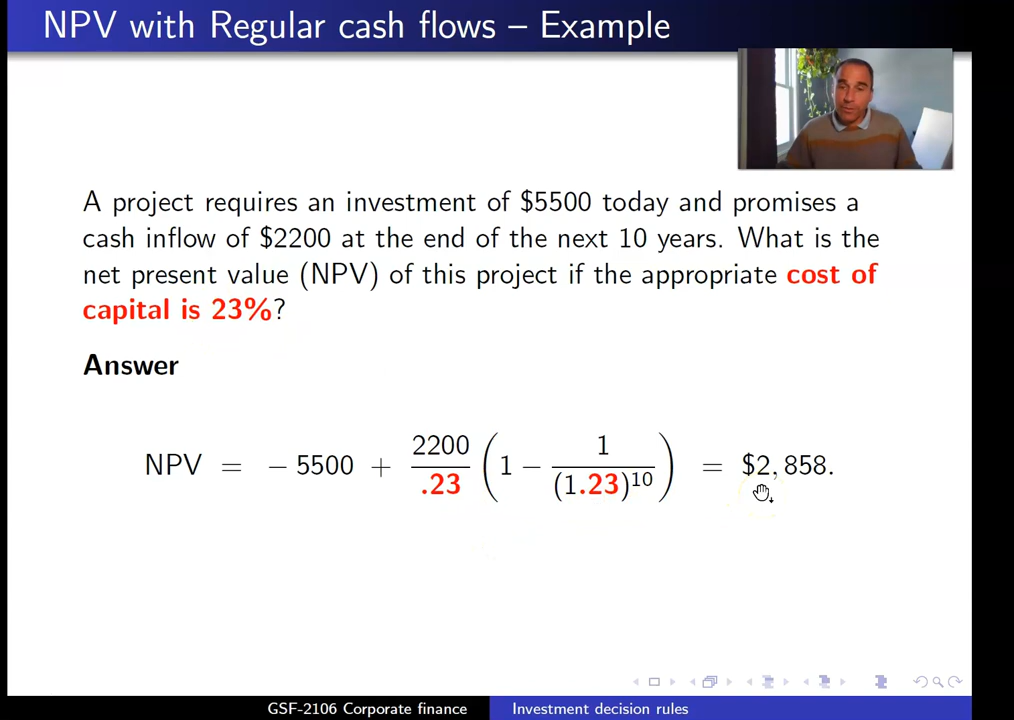 NPV with Regular cash flows – Example
A project requires an investment of $5500 today and promises a
cash inflow of $2200 at the end of the next 10 years. What is the
net present value (NPV) of this project if the appropriate cost of
capital is 23%?
Answer
NPV = − 5500 + 2200/.23 (1 − 1/(1.23)^10) = $2,858.
GSF-2106 Corporate finance Investment decision rules